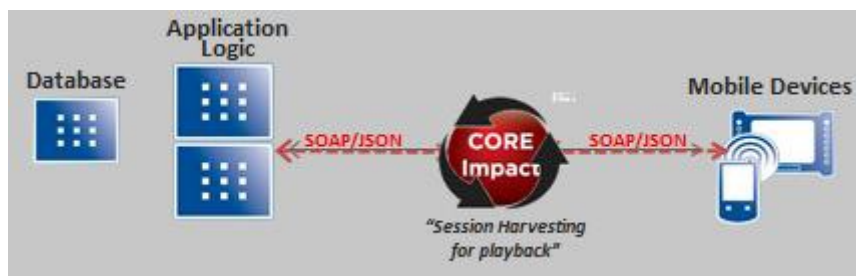 Application
Logic
Database
Mobile Devices
SOAP/JSON
CORE
Impact
SOAP/JSON
“Session Harvesting
for playback”